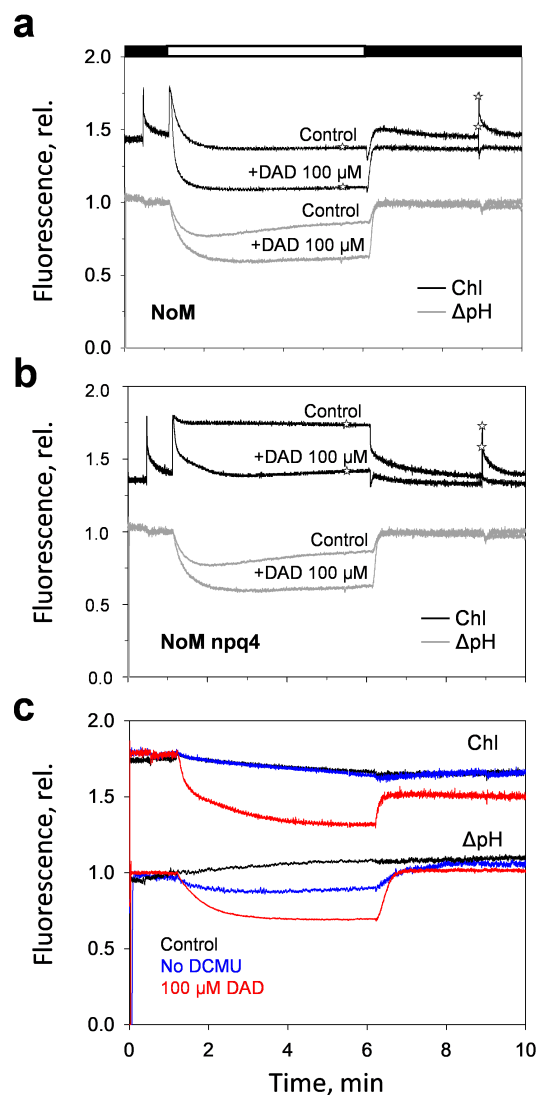 a
2.0
1.5
1.0
0.5
0.0
Fluorescence, rel.
Control
+DAD 100 µM
Control
+DAD 100 µM
Chl
ΔpH
NoM
b
2.0
1.5
1.0
0.5
0.0
Fluorescence, rel.
Control
+DAD 100 µM
Control
+DAD 100 µM
Chl
ΔpH
NoM npq4
c
2.0
1.5
1.0
0.5
0.0
Fluorescence, rel.
Chl
ΔpH
Control
No DCMU
100 µM DAD
0 2 4 6 8 10
Time, min